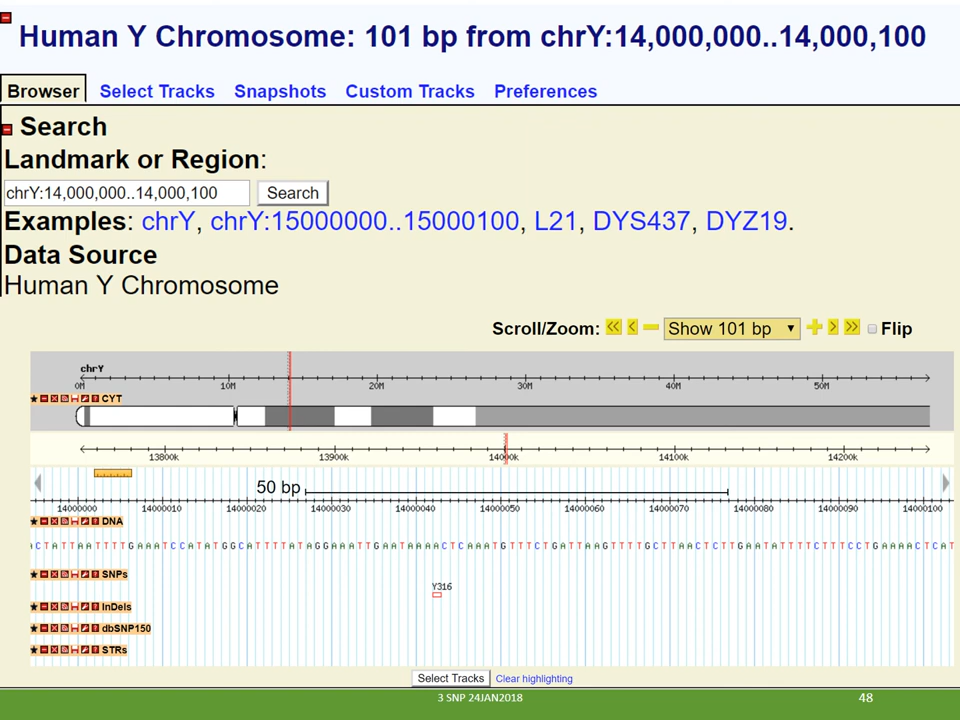 Human Y Chromosome: 101 bp from chrY:14,000,000..14,000,100
Browser Select Tracks Snapshots Custom Tracks Preferences
Search
Landmark or Region:
chrY:14,000,000..14,000,100 Search
Examples: chrY, chrY:15000000..15000100, L21, DYS437, DYZ19.
Data Source
Human Y Chromosome
Scroll/Zoom: Show 101 bp Flip
chrY
0M 10M 20M 30M 40M 50M
CYT
13800k 13900k 14000k 14100k 14200k
50 bp
14000000 14000010 14000020 14000030 14000040 14000050 14000060 14000070 14000080 14000090 14000100
DNA
CTATTAATTTTGAAATCCATATGGCATTTTATAGGAAATTGAATAAAACTCAAATGTTTCTGATTAAGTTTTGCTTAACTCTTGAATATTTTCTTTCCTGAAAACTCAT
SNPs
Y316
InDels
dbSNP150
STRs
Select Tracks Clear highlighting
3 SNP 24JAN2018 48